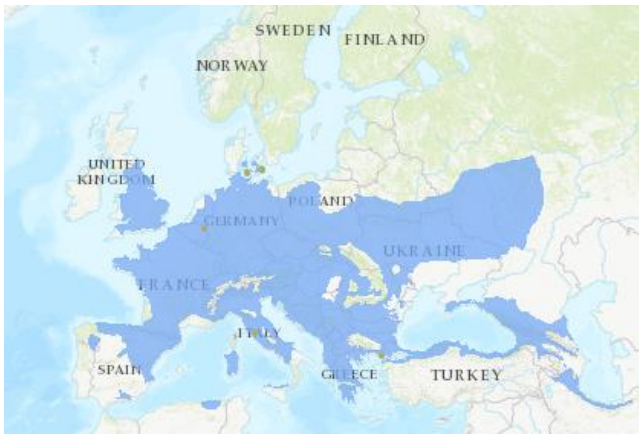 SWEDEN
FINLAND
NORWAY
UNITED
KINGDOM
POLAND
GERMANY
UKRAINE
FRANCE
ITALY
SPAIN
GREECE
TURKEY